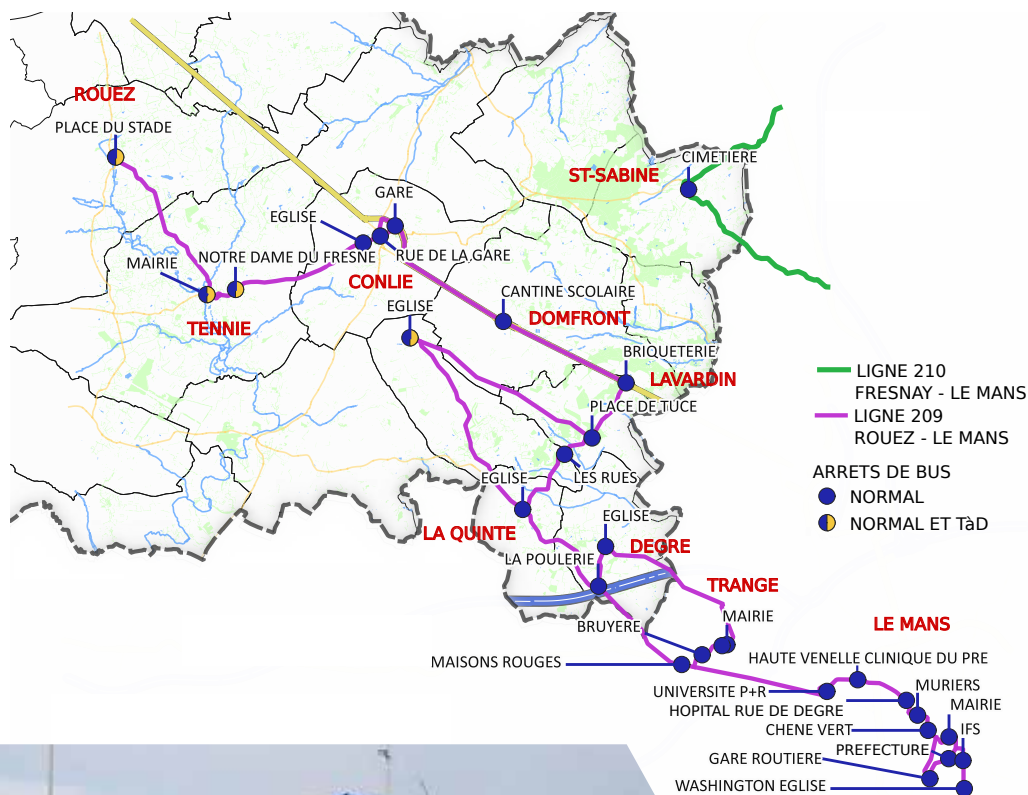 ROUEZ
PLACE DU STADE
CIMETIERE
ST-SABINE
GARE
EGLISE
NOTRE DAME DU FRESNE
RUE DE LA GARE
MAIRIE
CONLIE
CANTINE SCOLAIRE
EGLISE
DOMFRONT
TENNIE
BRIQUETERIE
LAVARDIN
PLACE DE TUCE
LIGNE 210
FRESNAY - LE MANS
LIGNE 209
ROUEZ - LE MANS
ARRETS DE BUS
NORMAL
NORMAL ET TàD
EGLISE
LES RUES
EGLISE
LA QUINTE
DEGRE
LA POULERIE
TRANGE
MAIRIE
BRUYERE
LE MANS
MAISONS ROUGES
HAUTE VENELLE CLINIQUE DU PRE
UNIVERSITE P+R
MURIERS
HOPITAL RUE DE DEGRE
MAIRIE
CHENE VERT
IFS
PREFECTURE
GARE ROUTIERE
WASHINGTON EGLISE